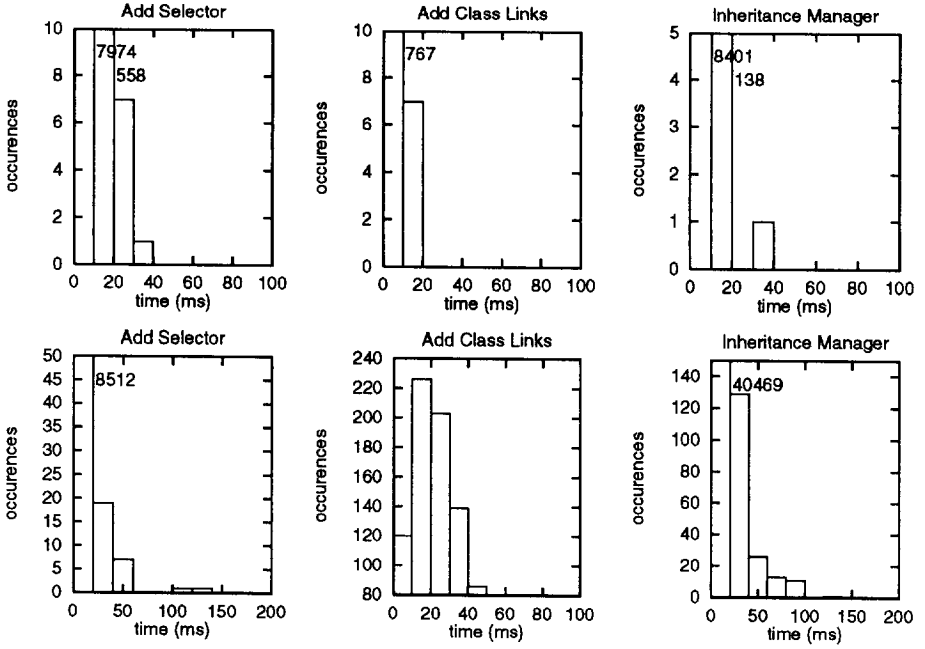 Add Selector
10
8
6
4
2
0
occurences
7974
558
0 20 40 60 80 100
time (ms)
Add Class Links
10
8
6
4
2
0
occurences
767
0 20 40 60 80 100
time (ms)
Inheritance Manager
5
4
3
2
1
0
occurences
8401
138
0 20 40 60 80 100
time (ms)
Add Selector
50
45
40
35
30
25
20
15
10
5
0
occurences
8512
0 50 100 150 200
time (ms)
Add Class Links
240
220
200
180
160
140
120
100
80
occurences
0 20 40 60 80 100
time (ms)
Inheritance Manager
140
120
100
80
60
40
20
0
occurences
40469
0 50 100 150 200
time (ms)